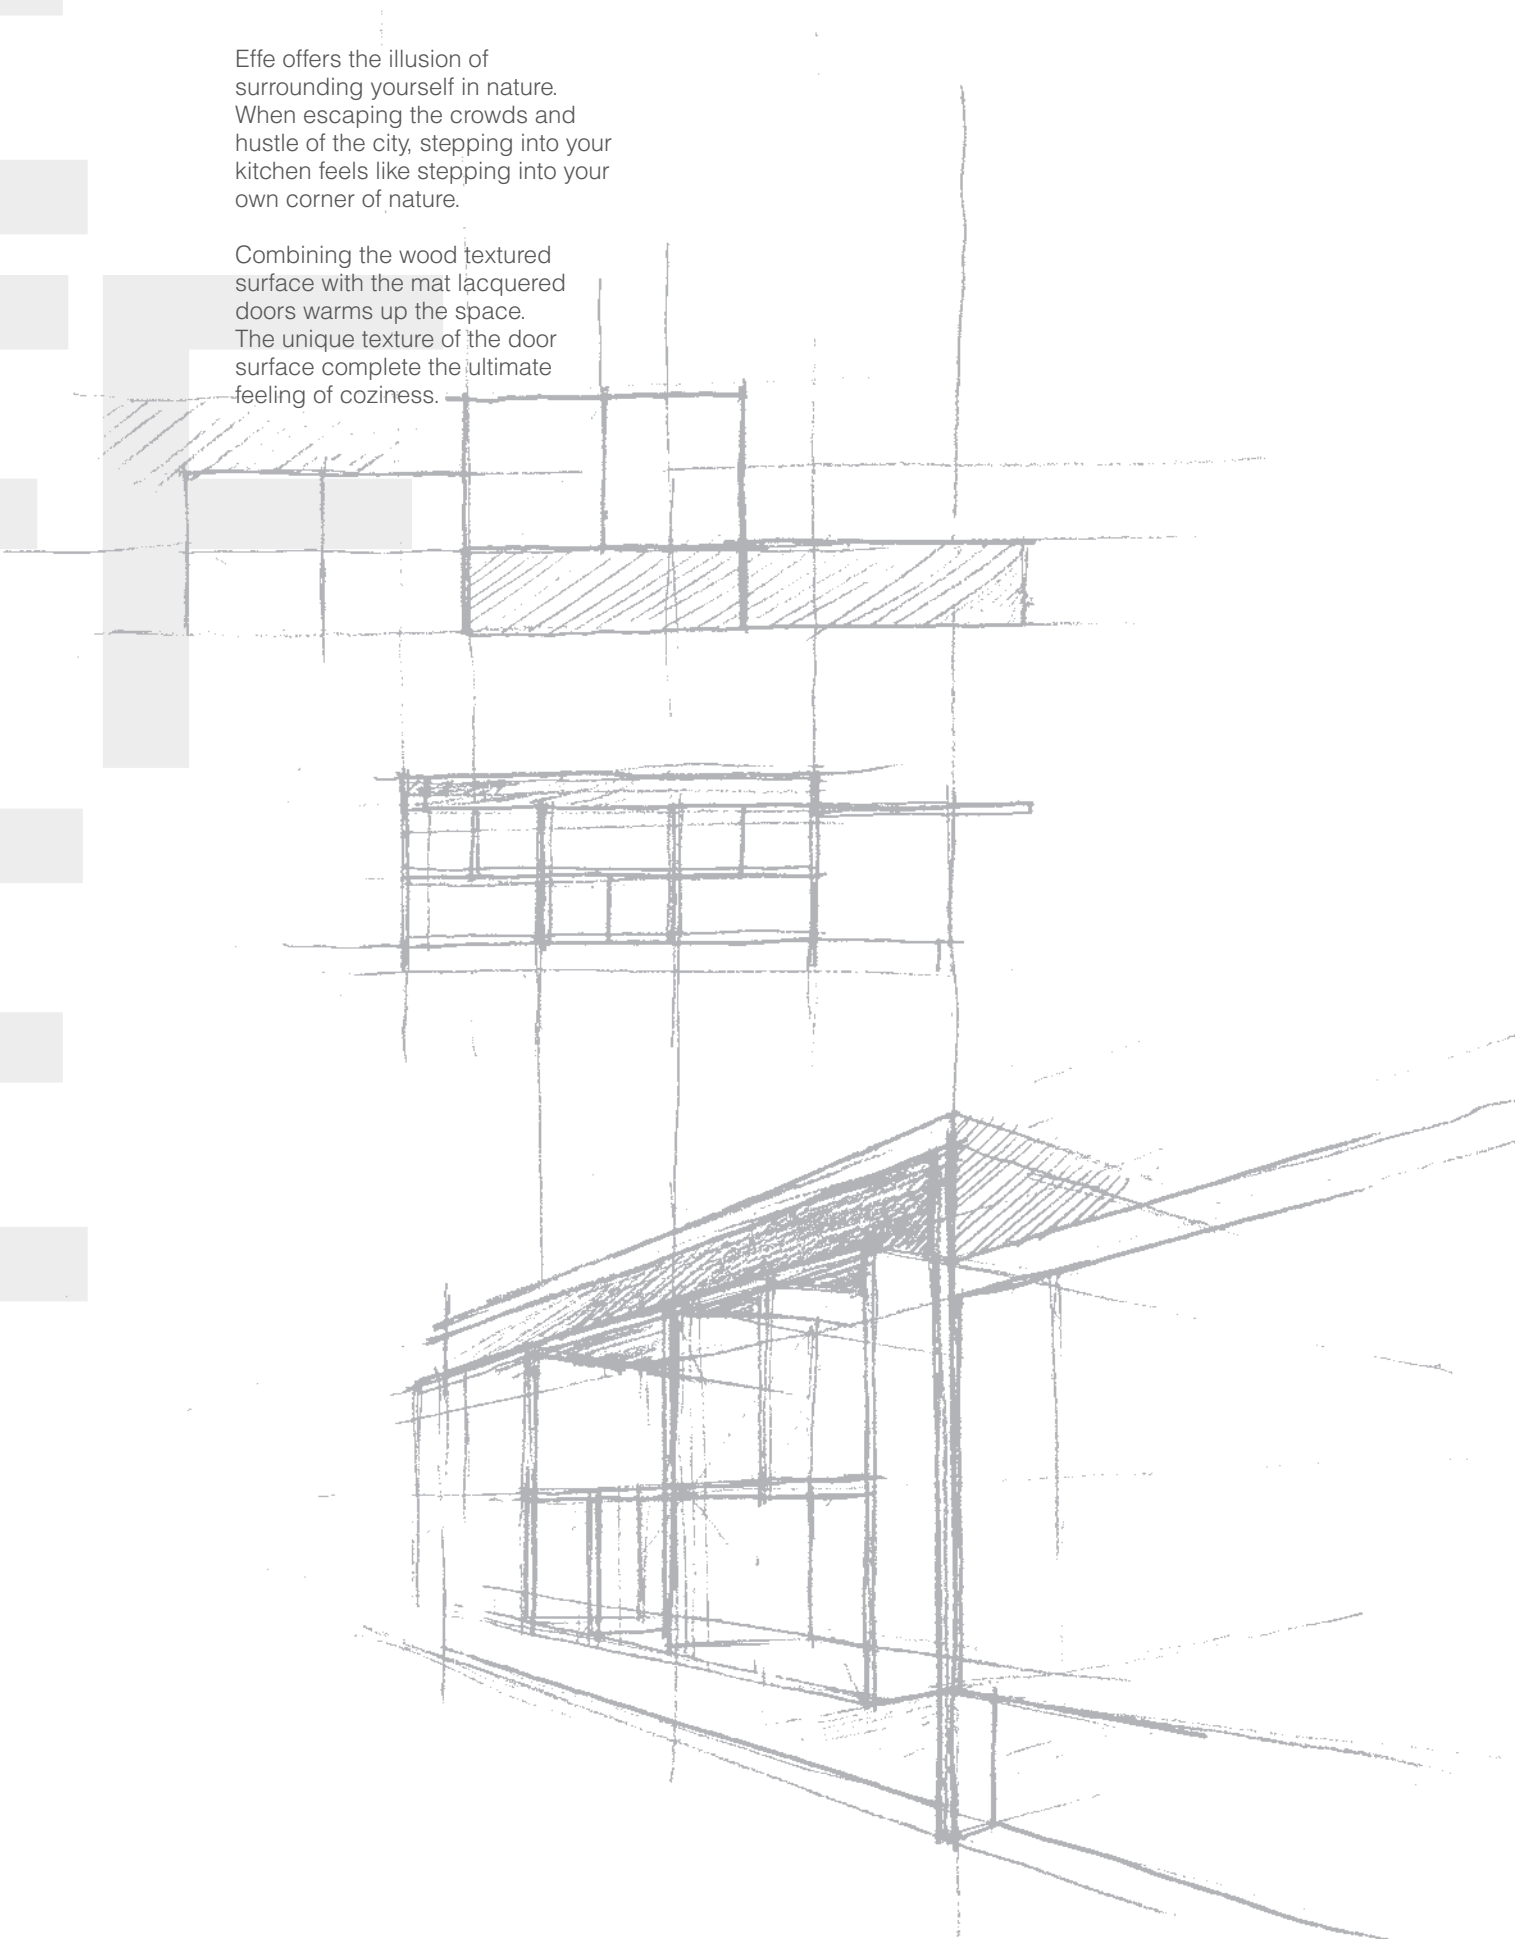 Effe offers the illusion of
surrounding yourself in nature.
When escaping the crowds and
hustle of the city, stepping into your
kitchen feels like stepping into your
own corner of nature.
Combining the wood textured
surface with the mat lacquered
doors warms up the space.
The unique texture of the door
surface complete the ultimate
feeling of coziness.